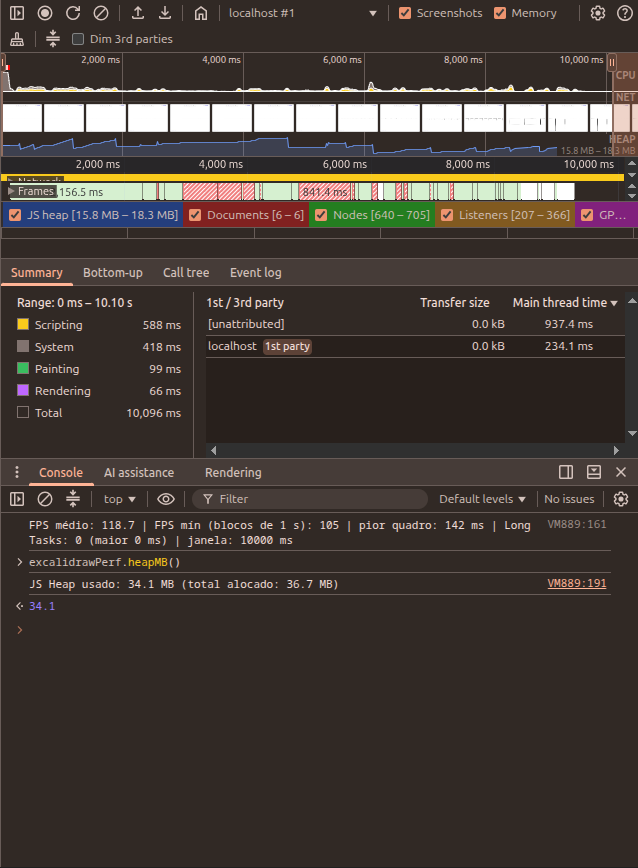 localhost #1
Screenshots
Memory
Dim 3rd parties
2,000 ms
4,000 ms
6,000 ms
8,000 ms
10,000 ms
CPU
NET
HEAP
15.8 MB – 18.3 MB
2,000 ms
4,000 ms
6,000 ms
8,000 ms
10,000 ms
Network
Frames
156.5 ms
841.4 ms
JS heap [15.8 MB – 18.3 MB]
Documents [6 – 6]
Nodes [640 – 705]
Listeners [207 – 366]
GP…
Summary
Bottom-up
Call tree
Event log
Range: 0 ms – 10.10 s
Scripting 588 ms
System 418 ms
Painting 99 ms
Rendering 66 ms
Total 10,096 ms
1st / 3rd party Transfer size Main thread time
[unattributed] 0.0 kB 937.4 ms
localhost 1st party 0.0 kB 234.1 ms
Console
AI assistance
Rendering
top
Filter
Default levels
No issues
FPS médio: 118.7 | FPS mín (blocos de 1 s): 105 | pior quadro: 142 ms | Long VM889:161
Tasks: 0 (maior 0 ms) | janela: 10000 ms
excalidrawPerf.heapMB()
JS Heap usado: 34.1 MB (total alocado: 36.7 MB) VM889:191
34.1